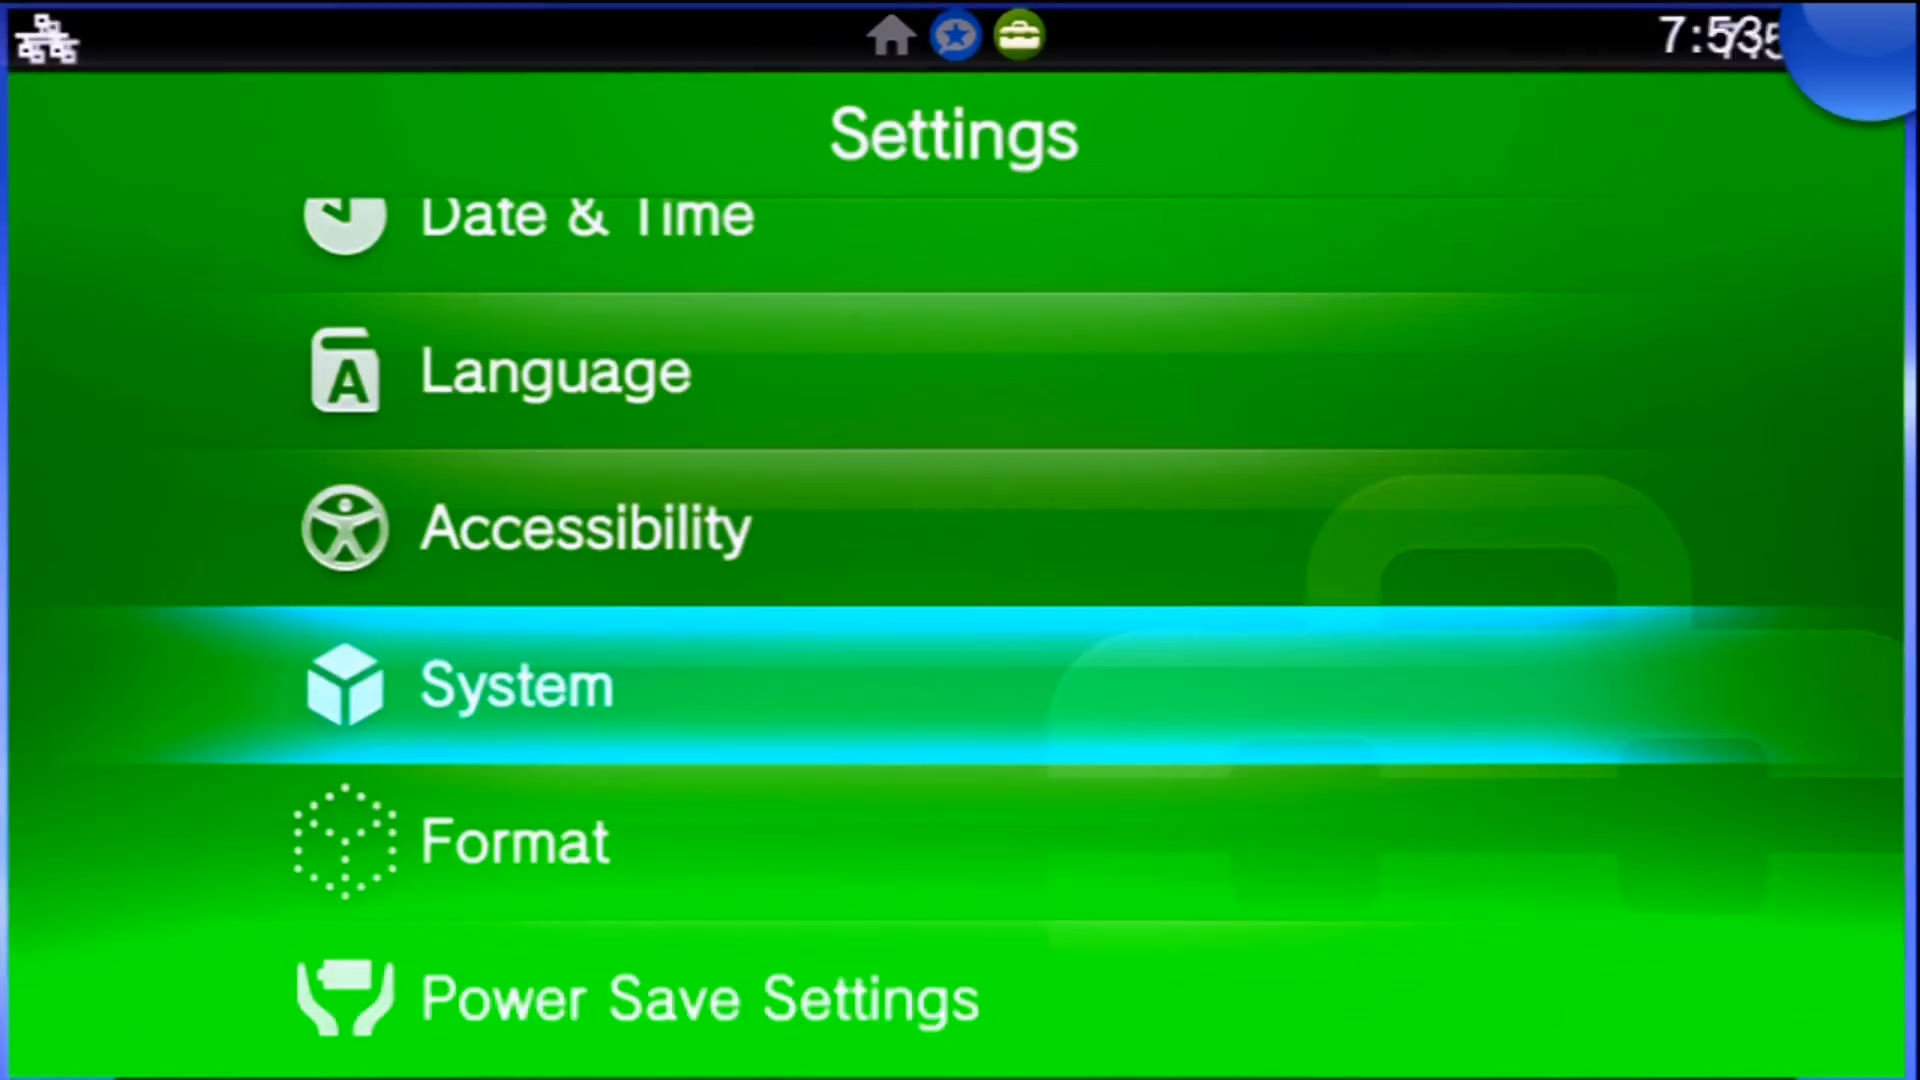 Settings
Date & Time
Language
Accessibility
System
Format
Power Save Settings